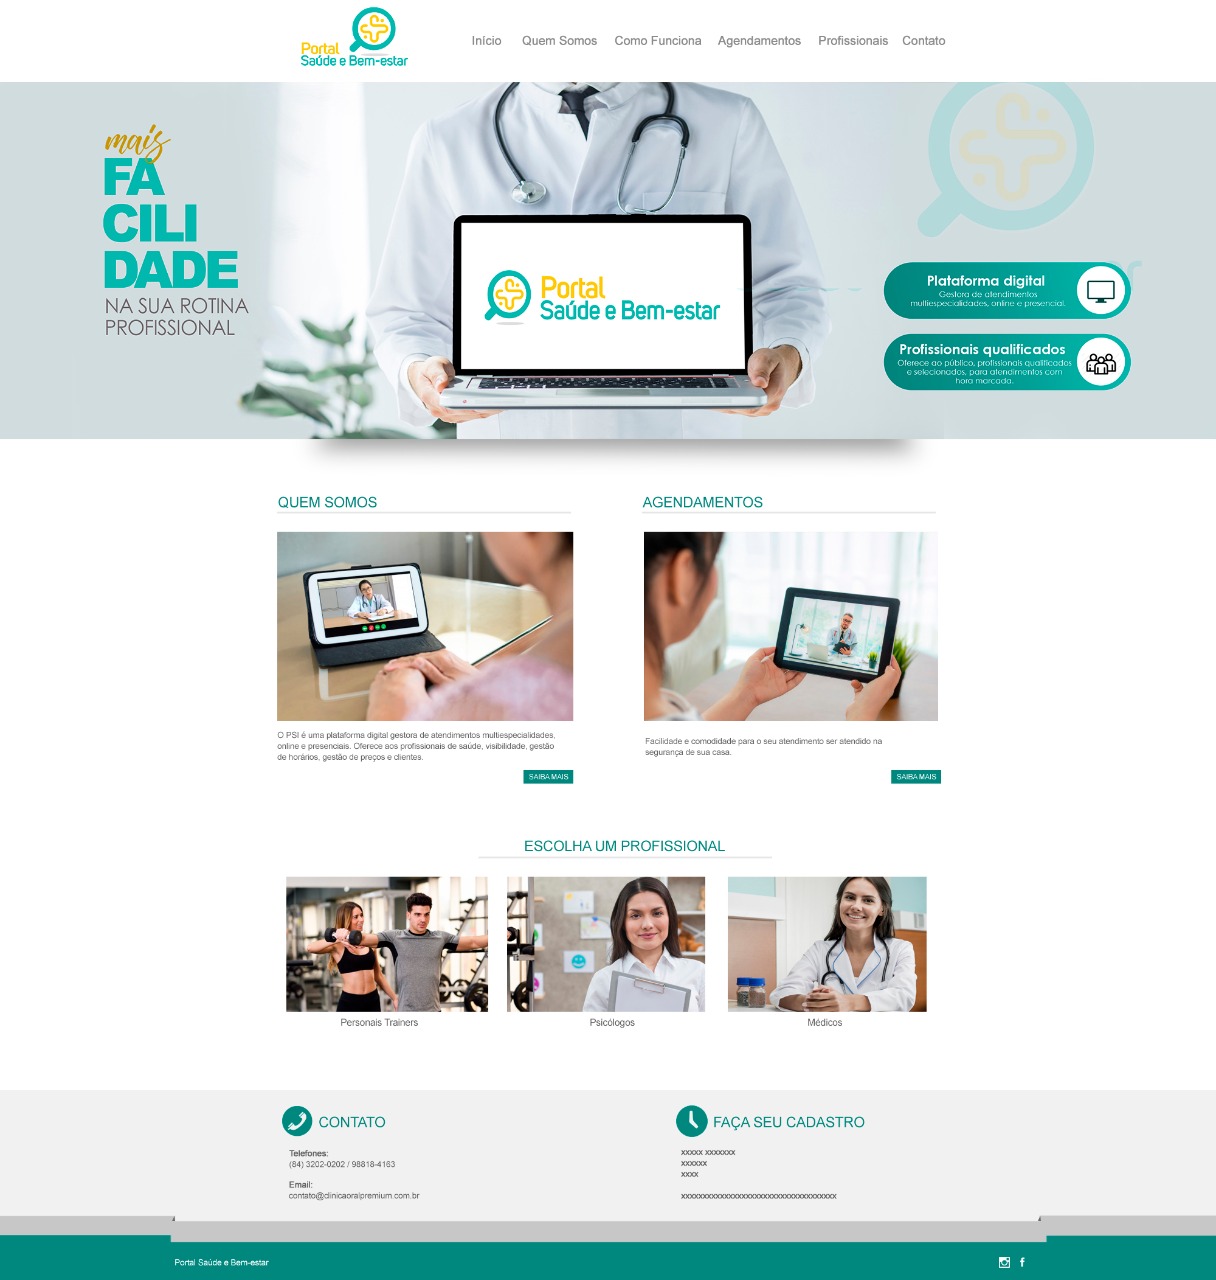 Portal
Saúde e Bem-estar
Início Quem Somos Como Funciona Agendamentos Profissionais Contato
mais
FA
CILI
DADE
NA SUA ROTINA
PROFISSIONAL
Portal
Saúde e Bem-estar
Plataforma digital
Gestora de atendimentos
multiespecialidades, online e presencial.
Profissionais qualificados
Oferece ao público, profissionais qualificados
e selecionados, para atendimentos com
hora marcada.
QUEM SOMOS
O PSI é uma plataforma digital gestora de atendimentos multiespecialidades,
online e presenciais. Oferece aos profissionais de saúde, visibilidade, gestão
de horários, gestão de preços e clientes.
SAIBA MAIS
AGENDAMENTOS
Facilidade e comodidade para o seu atendimento ser atendido na
segurança de sua casa.
SAIBA MAIS
ESCOLHA UM PROFISSIONAL
Personais Trainers
Psicólogos
Médicos
CONTATO
Telefones:
(84) 3202-0202 / 98818-4163
Email:
contato@clinicaoralpremium.com.br
FAÇA SEU CADASTRO
xxxxx xxxxxxx
xxxxxx
xxxx
xxxxxxxxxxxxxxxxxxxxxxxxxxxxxxxxxxxxx
Portal Saúde e Bem-estar